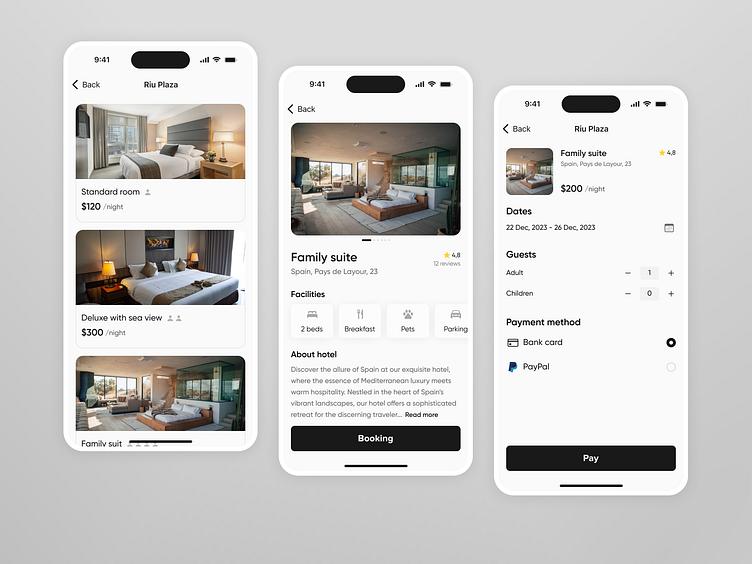 9:41
Back
Riu Plaza
Standard room
$120 /night
Deluxe with sea view
$300 /night
Family suit
9:41
Back
Family suite
4,8
Spain, Pays de Layour, 23
12 reviews
Facilities
2 beds
Breakfast
Pets
Parking
About hotel
Discover the allure of Spain at our exquisite hotel,
where the essence of Mediterranean luxury meets
warm hospitality. Nestled in the heart of Spain's
vibrant landscapes, our hotel offers a sophisticated
retreat for the discerning traveler... Read more
Booking
9:41
Back
Riu Plaza
Family suite
4,8
Spain, Pays de Layour, 23
$200 /night
Dates
22 Dec, 2023 - 26 Dec, 2023
Guests
Adult
1
Children
0
Payment method
Bank card
PayPal
Pay